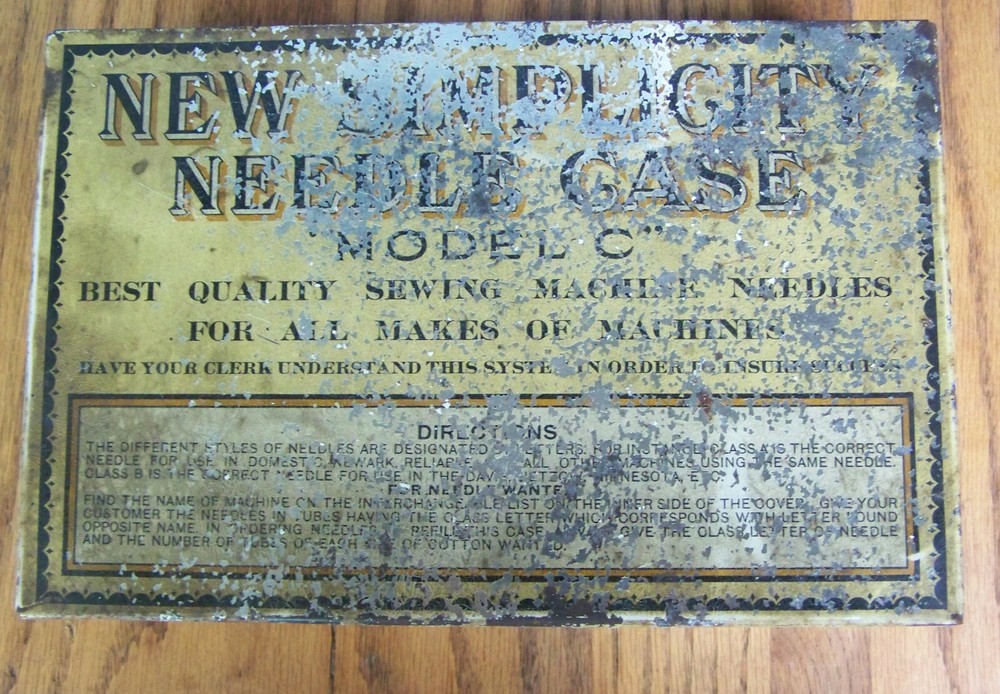 NEW SIMPLICITY
NEEDLE CASE
"MODEL C"
BEST QUALITY SEWING MACHINE NEEDLES
FOR ALL MAKES OF MACHINES
HAVE YOUR CLERK UNDERSTAND THIS SYSTEM IN ORDER TO INSURE SUCCESS
DIRECTIONS
THE DIFFERENT STYLES OF NEEDLES ARE DESIGNATED BY LETTERS. FOR INSTANCE, CLASS A IS THE CORRECT
NEEDLE FOR USE IN DOMESTIC, NEWARK, RELIABLE ALL OTHER MACHINES USING THE SAME NEEDLE.
CLASS B IS THE CORRECT NEEDLE FOR USE IN THE DAVIS, METZGAR, MINNESOTA, ETC.
FOR NEEDLE WANTED
FIND THE NAME OF MACHINE ON THE INTERCHANGEABLE LIST ON THE INNER SIDE OF THE COVER. GIVE YOUR
CUSTOMER THE NEEDLES IN TUBES HAVING THE CLASS LETTER WHICH CORRESPONDS WITH LETTER FOUND
OPPOSITE NAME. IN ORDERING NEEDLES REFILL THIS CASE GIVE THE CLASS LETTER OF NEEDLE
AND THE NUMBER OF TUBES OF EACH OF COTTON WANTED.